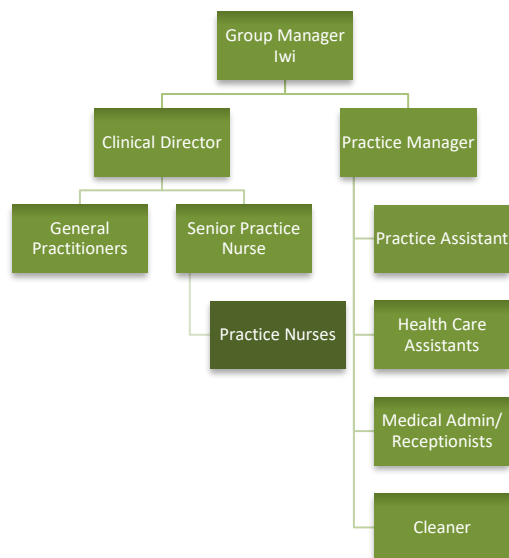 Group Manager
Iwi
Clinical Director
Practice Manager
General
Practitioners
Senior Practice
Nurse
Practice Assistant
Practice Nurses
Health Care
Assistants
Medical Admin/
Receptionists
Cleaner